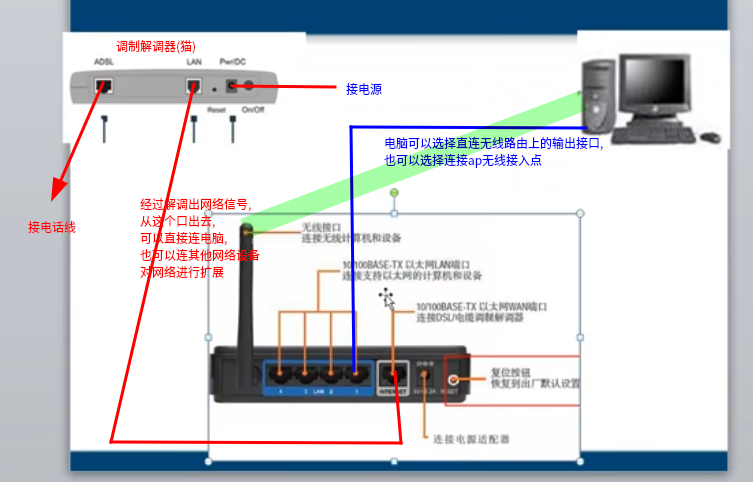 调制解调器(猫)
ADSL
LAN
Pwr/DC
接电源
Reset
On/Off
电脑可以选择直连无线路由上的输出接口,
也可以选择连接ap无线接入点
经过解调出网络信号,
从这个口出去,
可以直接连电脑,
也可以连其他网络设备
对网络进行扩展
接电话线
无线接口
连接无线计算机和设备
10/100BASE-TX 以太网LAN端口
连接支持以太网的计算机和设备
10/100BASE-TX 以太网WAN端口
连接DSL/电缆调制解调器
复位按钮
恢复到出厂默认设置
4 3 LAN 2 1
INTERNET
RESET
连接电源适配器